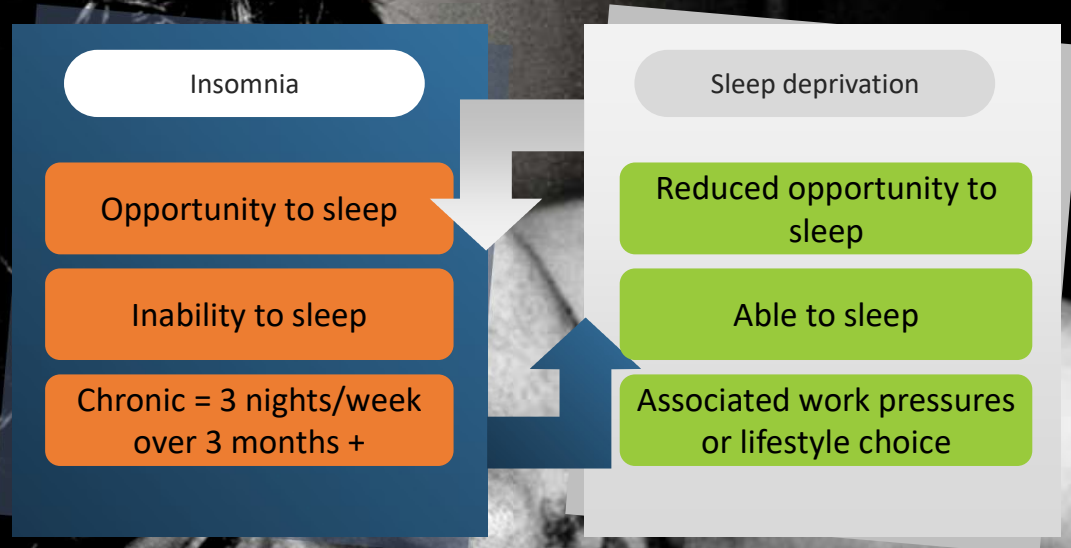 Insomnia
Opportunity to sleep
Inability to sleep
Chronic = 3 nights/week
over 3 months +
Sleep deprivation
Reduced opportunity to
sleep
Able to sleep
Associated work pressures
or lifestyle choice